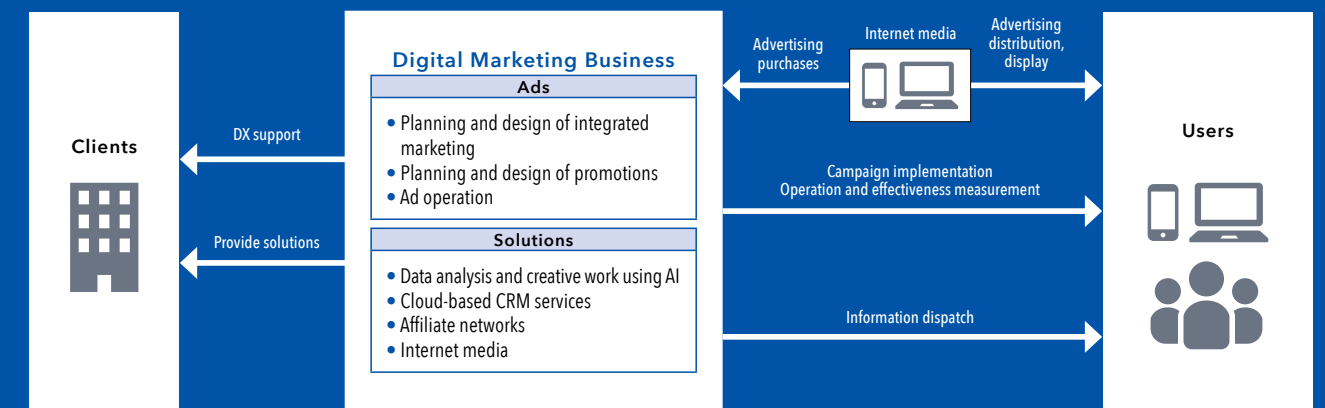 Clients
DX support
Provide solutions
Digital Marketing Business
Ads
• Planning and design of integrated
marketing
• Planning and design of promotions
• Ad operation
Solutions
• Data analysis and creative work using AI
• Cloud-based CRM services
• Affiliate networks
• Internet media
Advertising
purchases
Internet media
Advertising
distribution,
display
Campaign implementation
Operation and effectiveness measurement
Information dispatch
Users